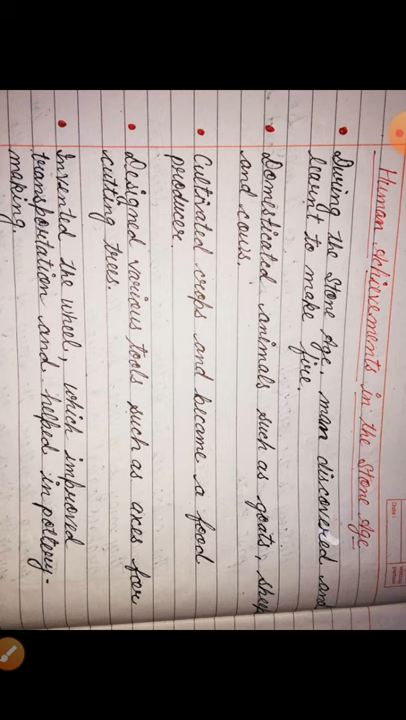 Human Achievements in the Stone Age
• During the Stone Age, man discovered and
learnt to make fire.
• Domesticated animals such as goats, sheep
and cows.
• Cultivated crops and became a food
producer.
• Designed various tools such as axes for
cutting trees.
• Invented the wheel, which improved
transportation and helped in pottery-
making.